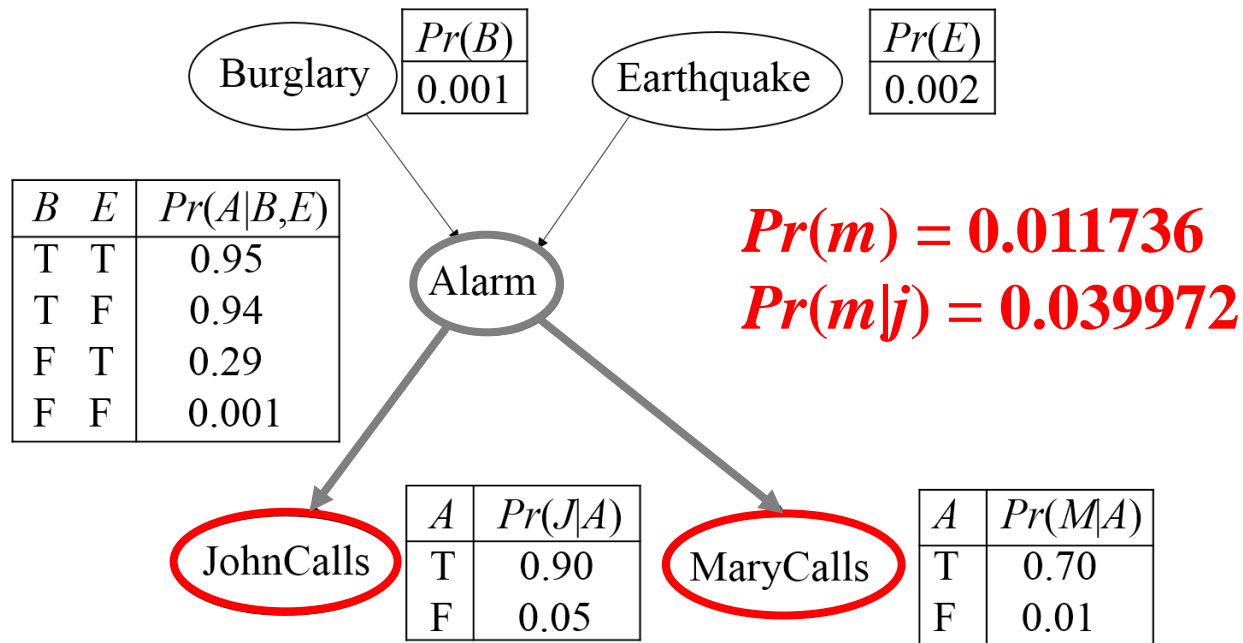 Burglary
Pr(B)
0.001
Earthquake
Pr(E)
0.002
B E Pr(A|B,E)
T T 0.95
T F 0.94
F T 0.29
F F 0.001
Alarm
Pr(m) = 0.011736
Pr(m|j) = 0.039972
JohnCalls
A Pr(J|A)
T 0.90
F 0.05
MaryCalls
A Pr(M|A)
T 0.70
F 0.01